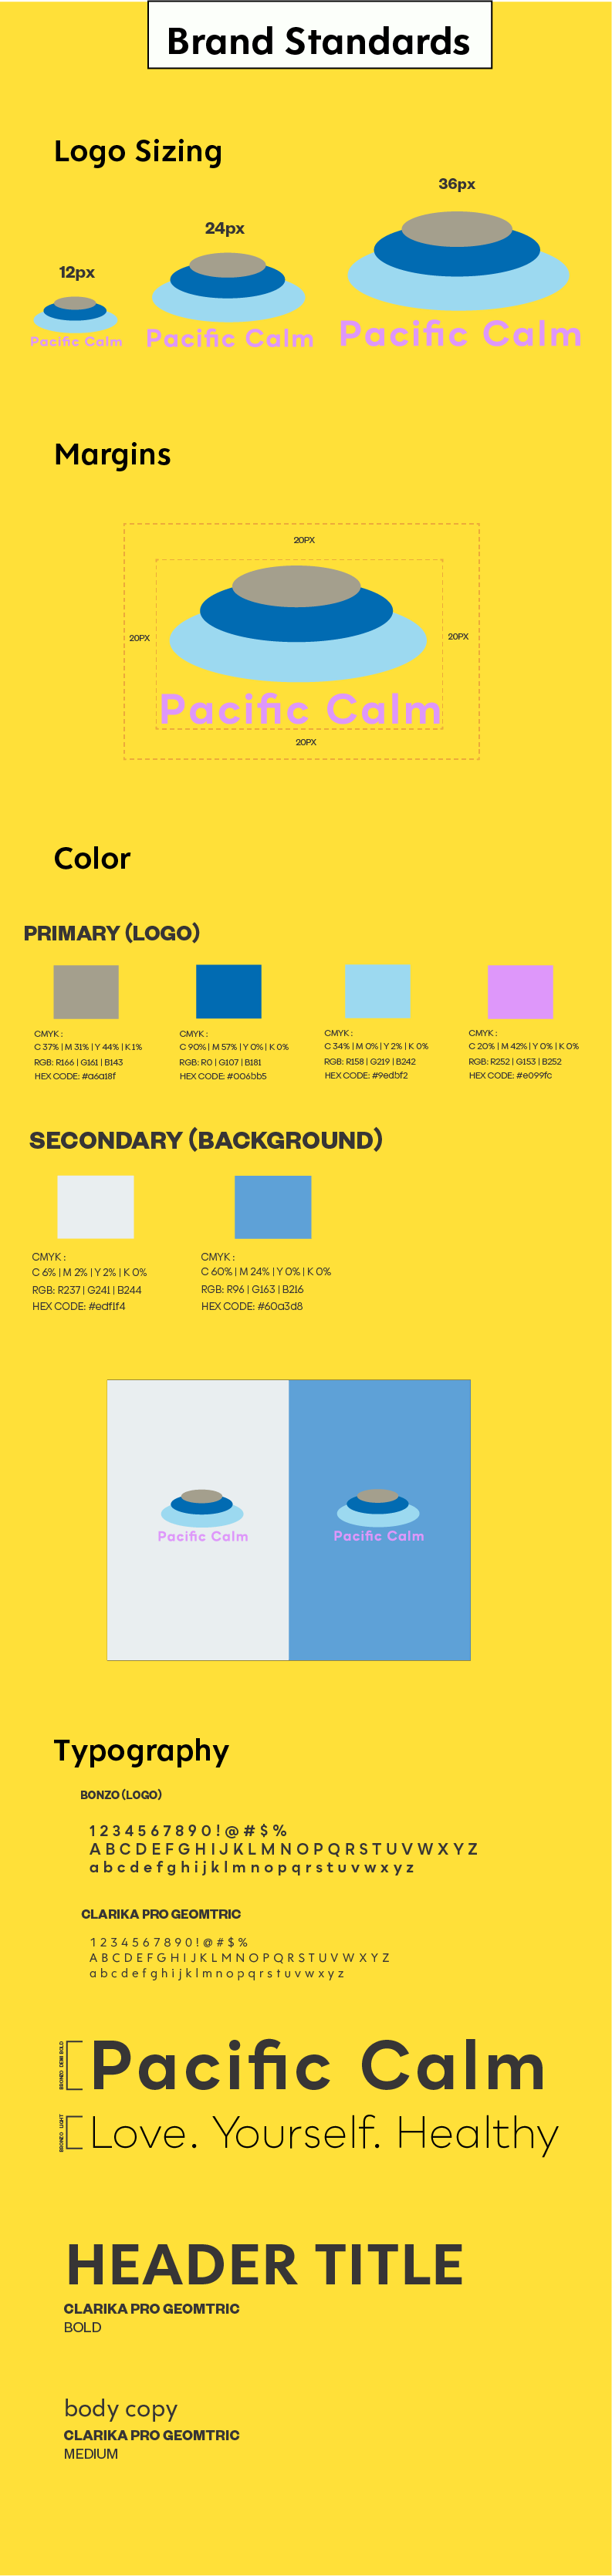 Brand Standards
Logo Sizing
36px
24px
12px
Pacific Calm
Pacific Calm
Pacific Calm
Margins
20PX
20PX
20PX
Pacific Calm
20PX
Color
PRIMARY (LOGO)
CMYK :
C 37% | M 31% | Y 44% | K 1%
RGB: R166 | G161 | B143
HEX CODE: #a6a18f
CMYK :
C 90% | M 57% | Y 0% | K 0%
RGB: R0 | G107 | B181
HEX CODE: #006bb5
CMYK :
C 34% | M 0% | Y 2% | K 0%
RGB: R158 | G219 | B242
HEX CODE: #9edbf2
CMYK :
C 20% | M 42% | Y 0% | K 0%
RGB: R252 | G153 | B252
HEX CODE: #e099fc
SECONDARY (BACKGROUND)
CMYK :
C 6% | M 2% | Y 2% | K 0%
RGB: R237 | G241 | B244
HEX CODE: #edf1f4
CMYK :
C 60% | M 24% | Y 0% | K 0%
RGB: R96 | G163 | B216
HEX CODE: #60a3d8
Pacific Calm
Pacific Calm
Typography
BONZO (LOGO)
1 2 3 4 5 6 7 8 9 0 ! @ # $ %
A B C D E F G H I J K L M N O P Q R S T U V W X Y Z
a b c d e f g h i j k l m n o p q r s t u v w x y z
CLARIKA PRO GEOMTRIC
1 2 3 4 5 6 7 8 9 0 ! @ # $ %
A B C D E F G H I J K L M N O P Q R S T U V W X Y Z
a b c d e f g h i j k l m n o p q r s t u v w x y z
BRONZO DEMI BOLD
Pacific Calm
BRONZO LIGHT
Love. Yourself. Healthy
HEADER TITLE
CLARIKA PRO GEOMTRIC
BOLD
body copy
CLARIKA PRO GEOMTRIC
MEDIUM